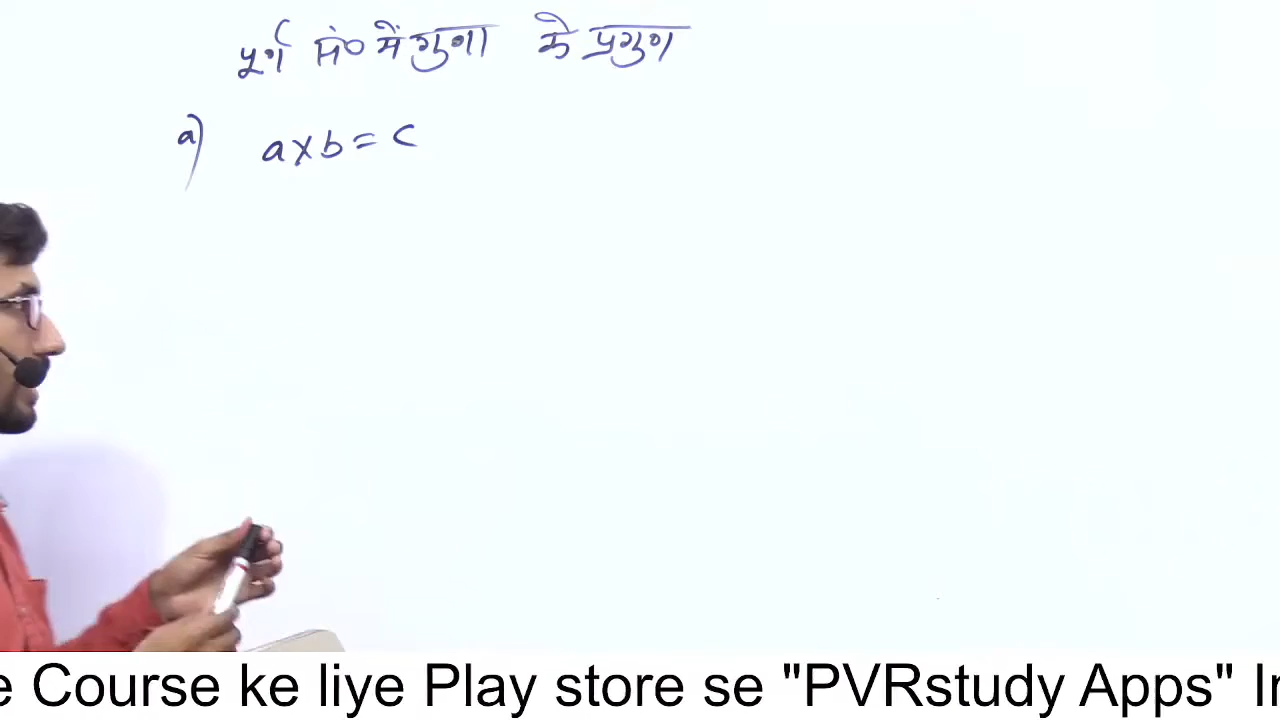 पूर्ण सं० में गुणा के प्रगुण
a) a×b = c
e Course ke liye Play store se "PVRstudy Apps" In